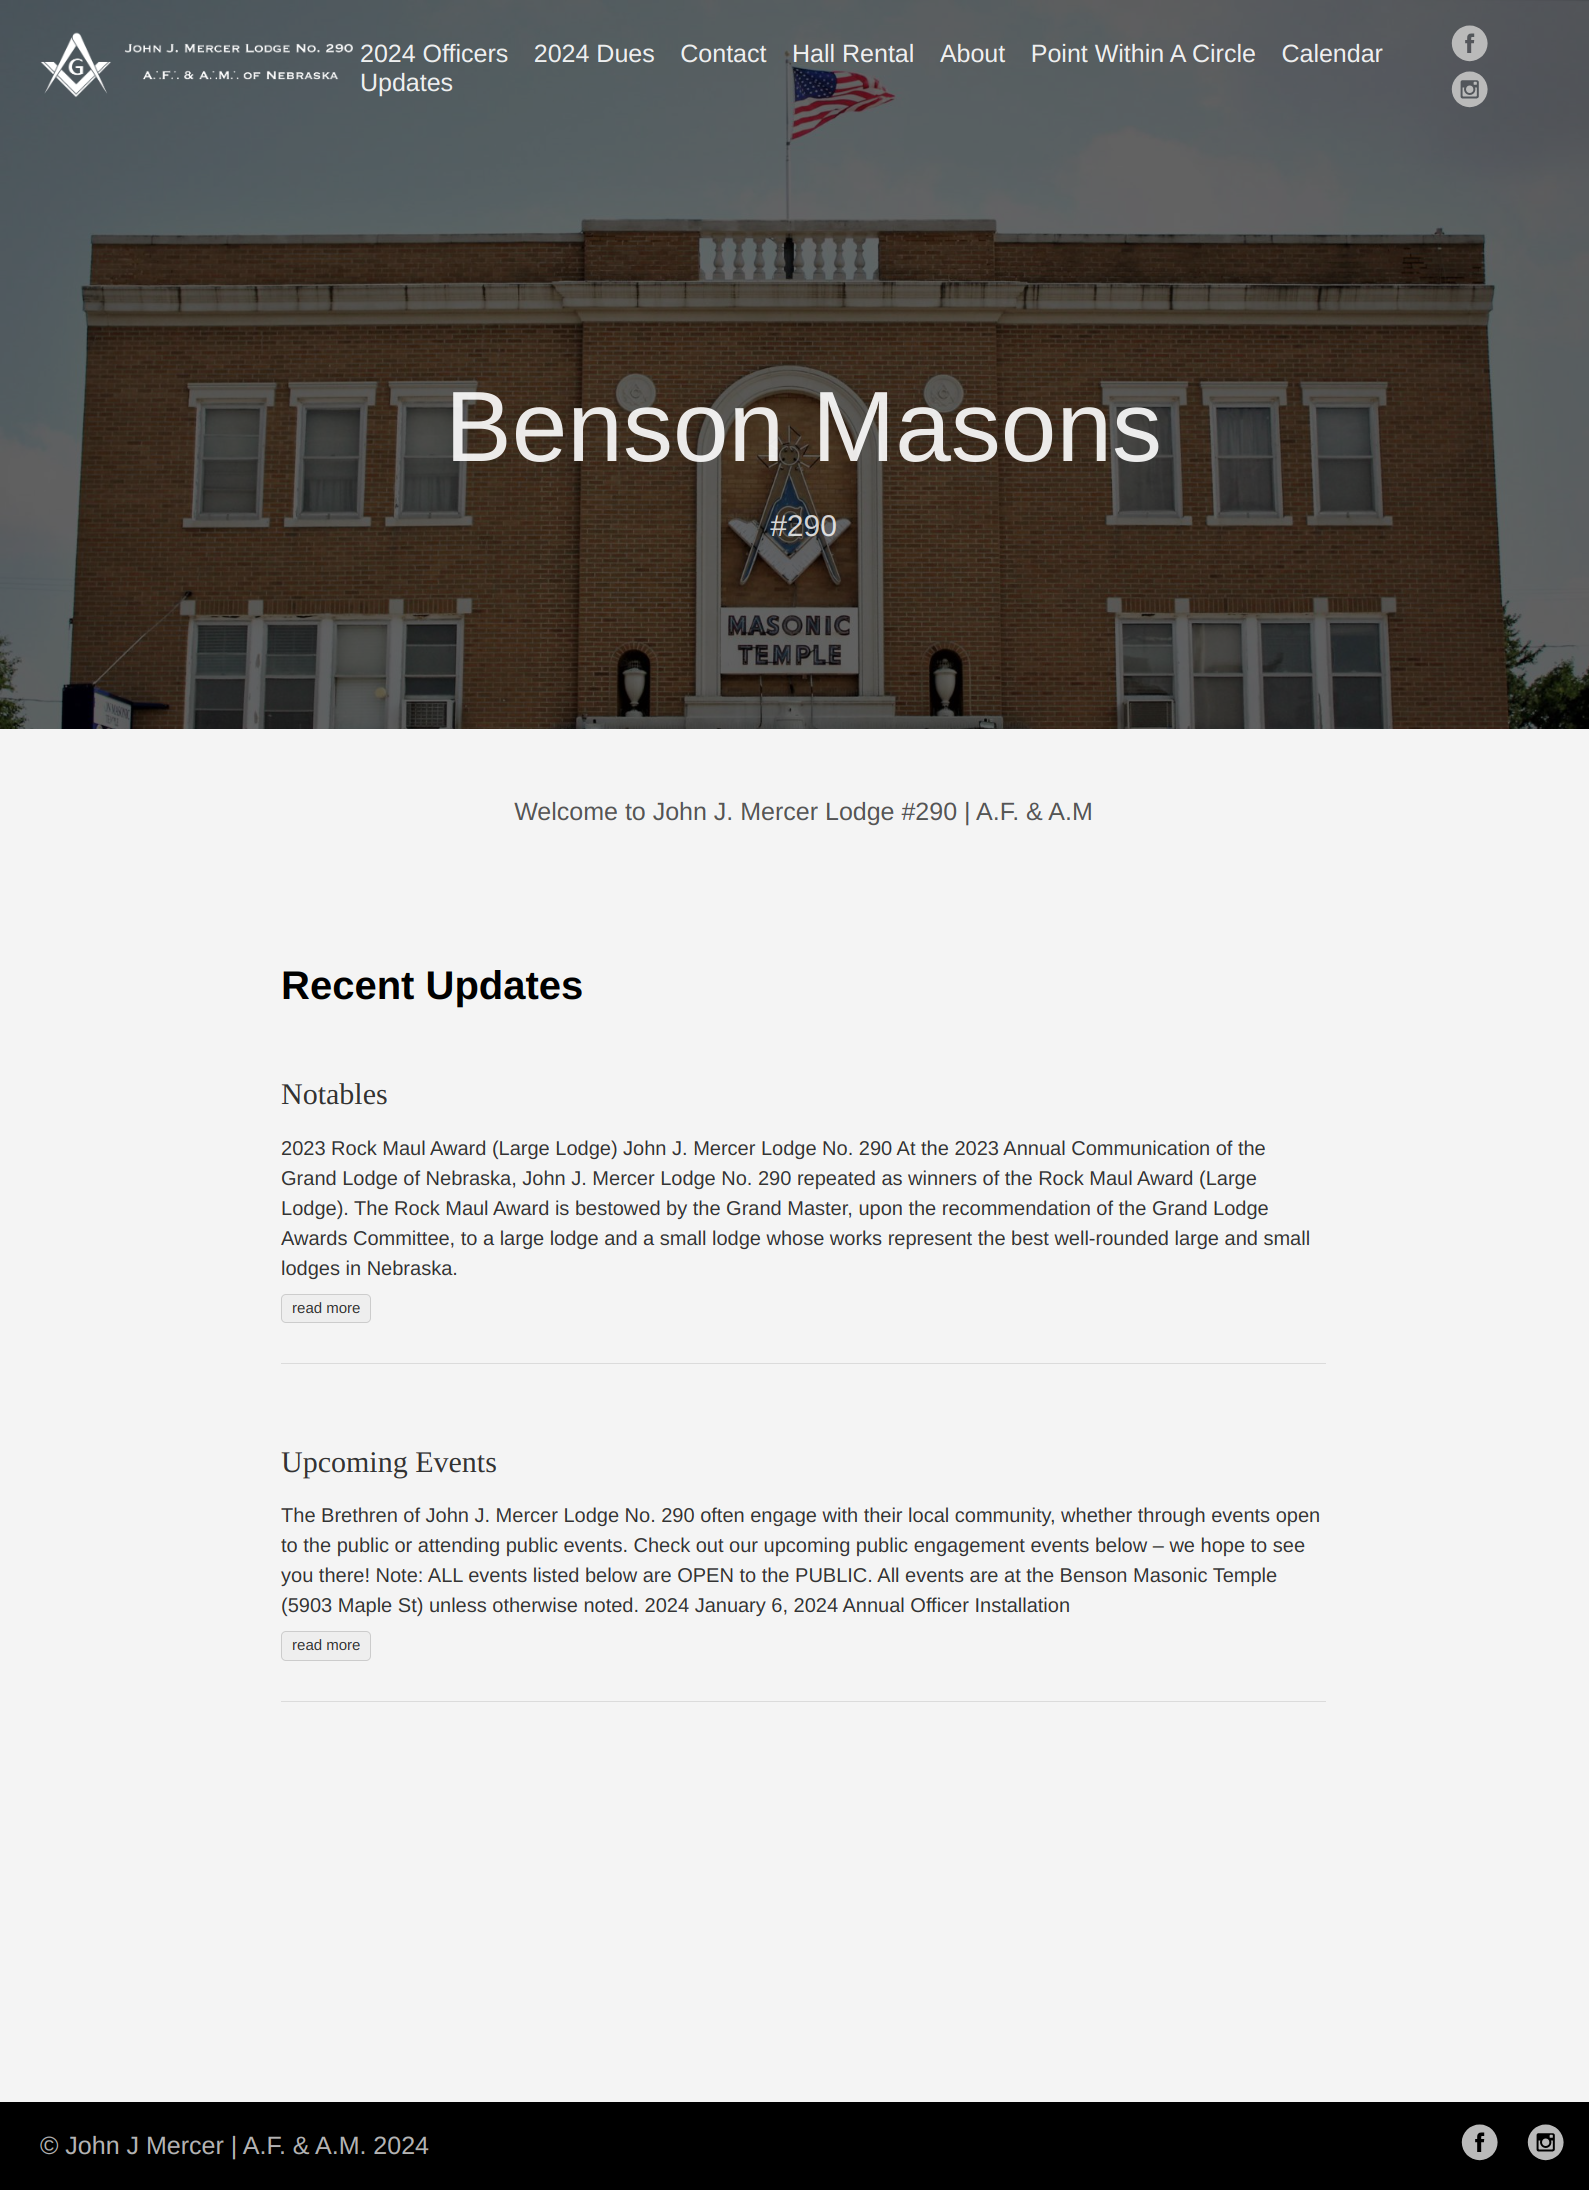 John J. Mercer Lodge No. 290
A∴F∴ & A∴M∴ of Nebraska
G
2024 Officers 2024 Dues Contact Hall Rental About Point Within A Circle Calendar
Updates
Benson Masons
#290
MASONIC
TEMPLE
Welcome to John J. Mercer Lodge #290 | A.F. & A.M
Recent Updates
Notables
2023 Rock Maul Award (Large Lodge) John J. Mercer Lodge No. 290 At the 2023 Annual Communication of the
Grand Lodge of Nebraska, John J. Mercer Lodge No. 290 repeated as winners of the Rock Maul Award (Large
Lodge). The Rock Maul Award is bestowed by the Grand Master, upon the recommendation of the Grand Lodge
Awards Committee, to a large lodge and a small lodge whose works represent the best well-rounded large and small
lodges in Nebraska.
read more
Upcoming Events
The Brethren of John J. Mercer Lodge No. 290 often engage with their local community, whether through events open
to the public or attending public events. Check out our upcoming public engagement events below – we hope to see
you there! Note: ALL events listed below are OPEN to the PUBLIC. All events are at the Benson Masonic Temple
(5903 Maple St) unless otherwise noted. 2024 January 6, 2024 Annual Officer Installation
read more
© John J Mercer | A.F. & A.M. 2024